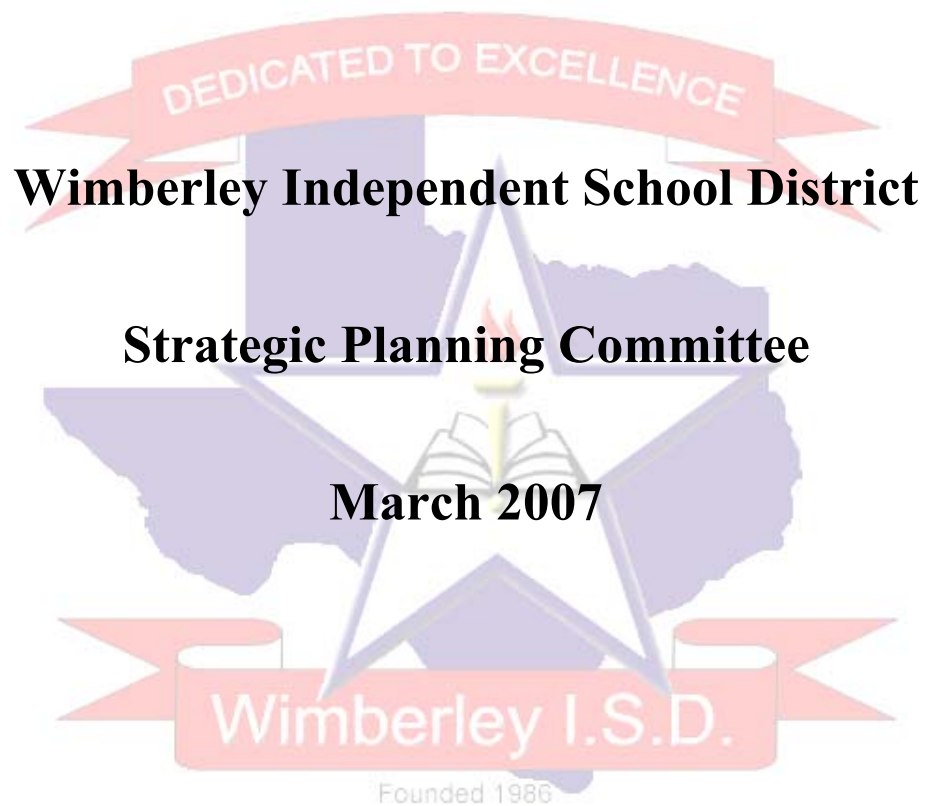 DEDICATED TO EXCELLENCE
Wimberley Independent School District
Strategic Planning Committee
March 2007
Wimberley I.S.D.
Founded 1986